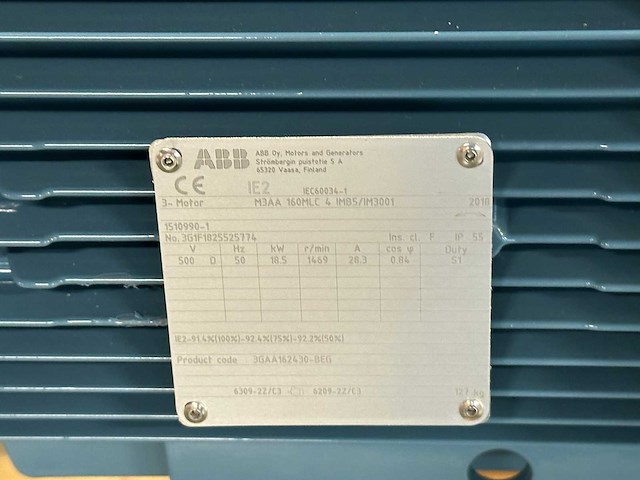 ABB ABB Oy, Motors and Generators
Strömbergin puistotie 5 A
65320 Vaasa, Finland
CE IE2 IEC60034-1
3~ Motor M3AA 160MLC 4 IMB5/IM3001 2018
1510990-1
No. 3G1F1825525774 Ins. cl. F IP 55
V Hz kW r/min A cos φ Duty
500 D 50 18.5 1469 28.3 0.84 S1
IE2-91.4%(100%)-92.4%(75%)-92.2%(50%)
Product code 3GAA162430-BEB
6309-2Z/C3 6209-2Z/C3 127 kg